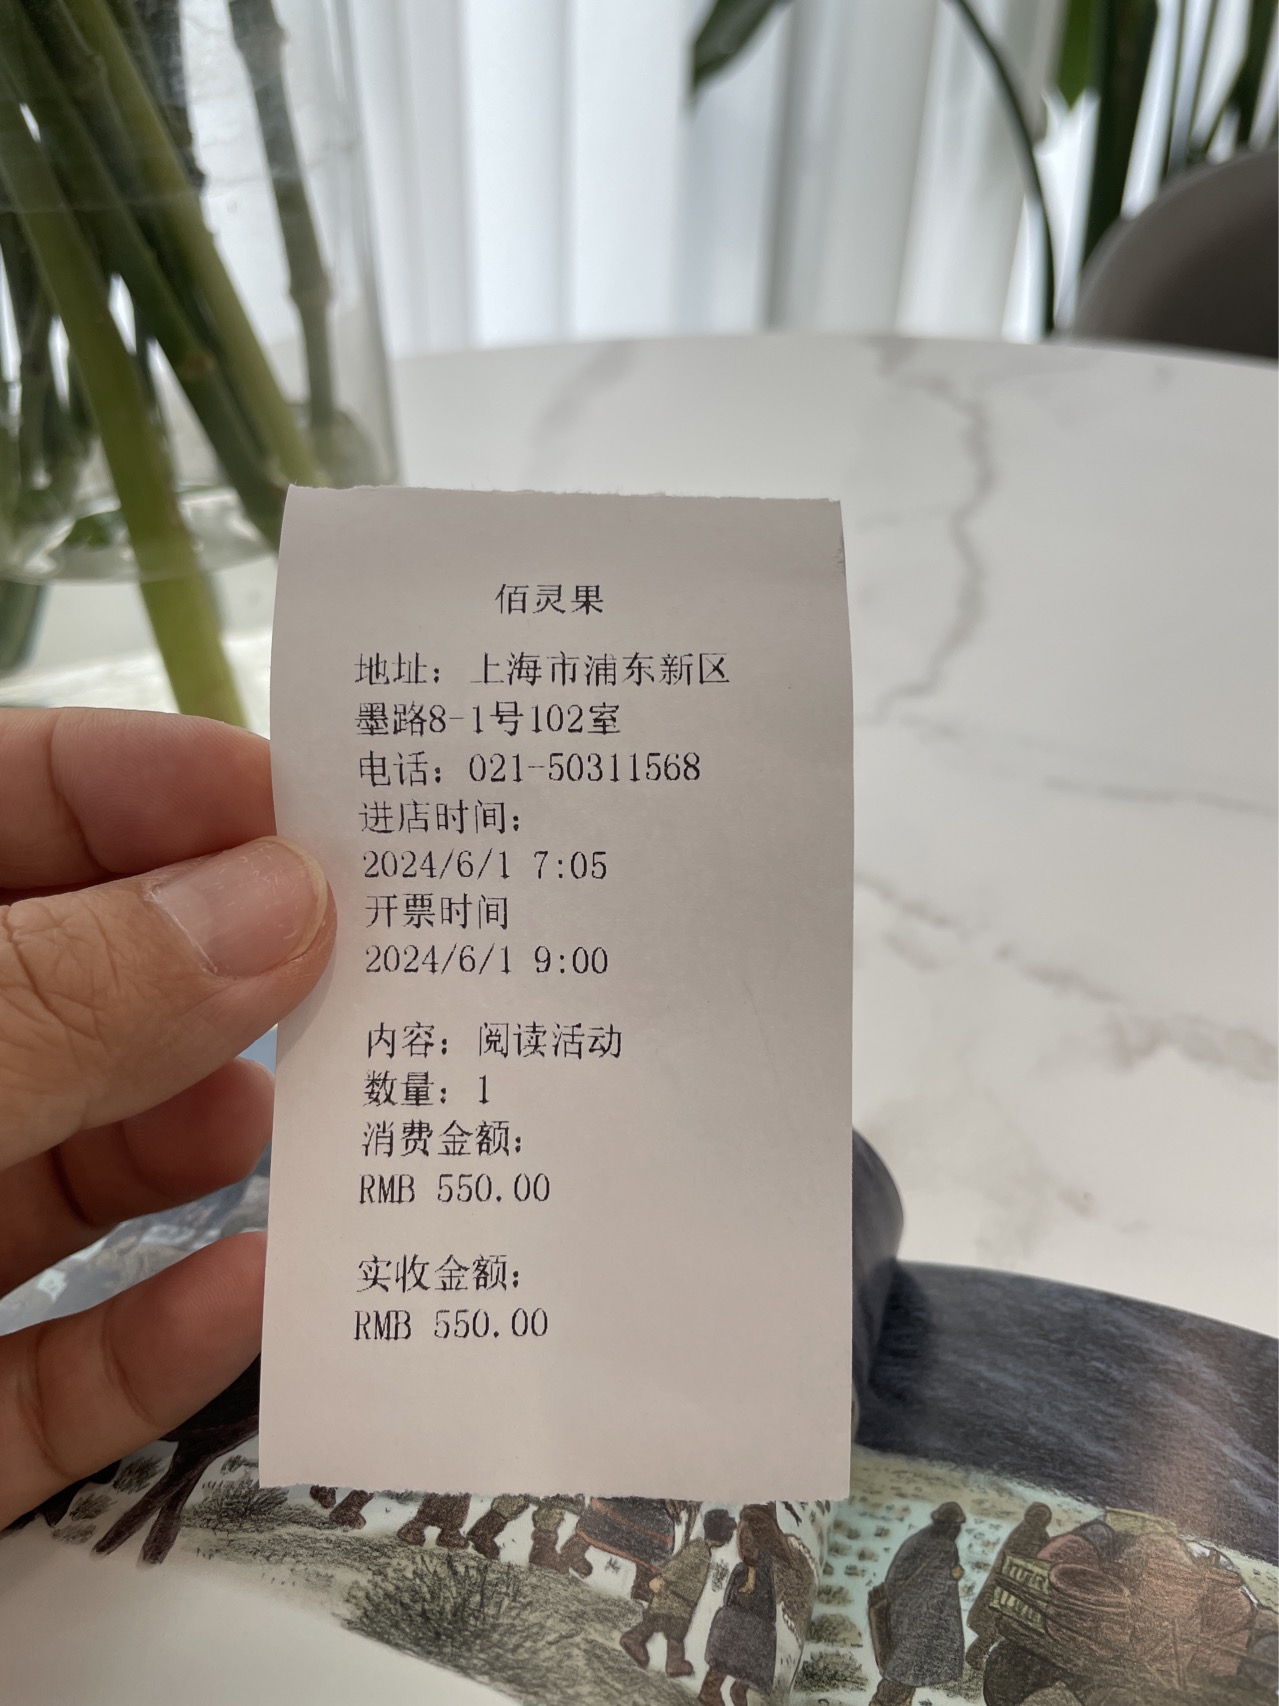 佰灵果
地址：上海市浦东新区
墨路8-1号102室
电话：021-50311568
进店时间：
2024/6/1 7:05
开票时间
2024/6/1 9:00
内容：阅读活动
数量：1
消费金额：
RMB 550.00
实收金额：
RMB 550.00